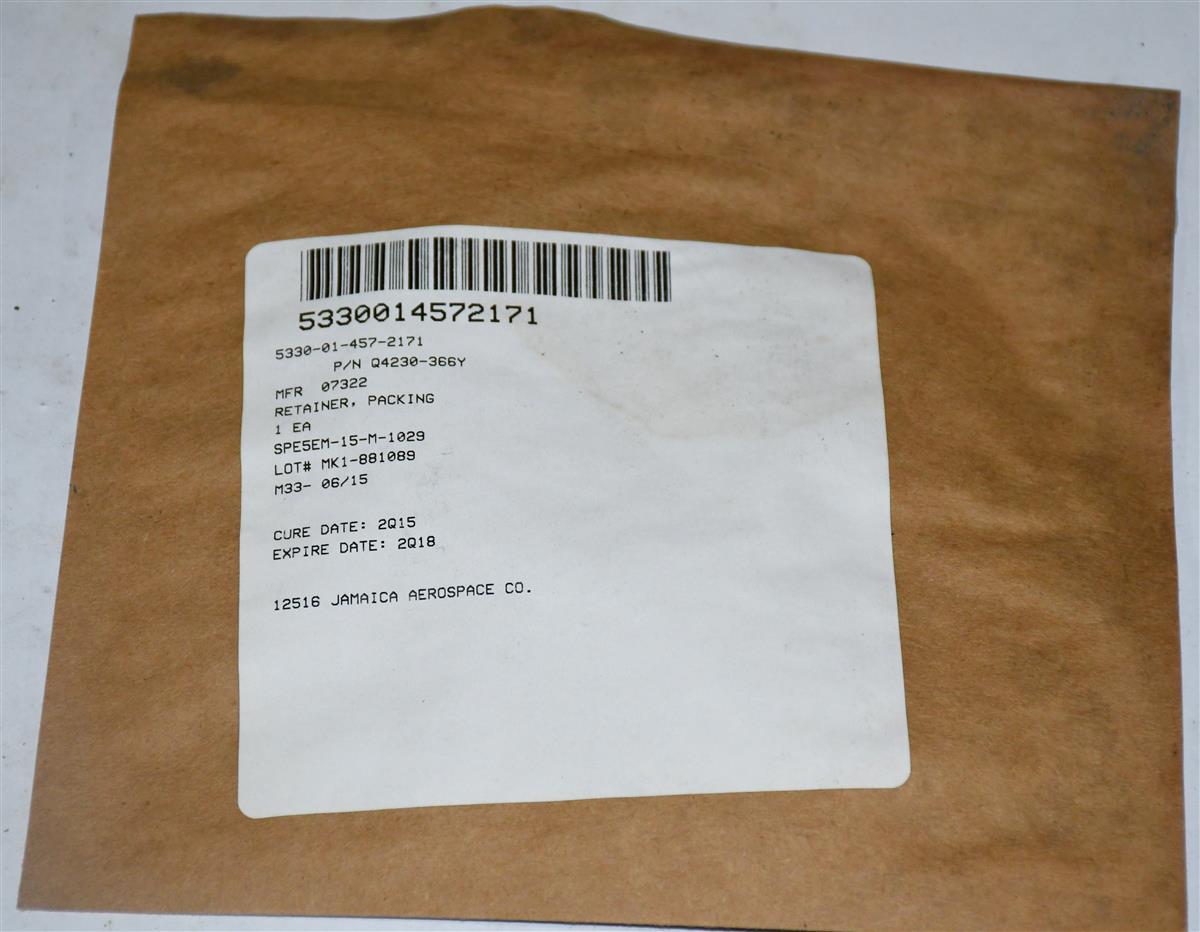 5330014572171
5330-01-457-2171
P/N Q4230-366Y
MFR 07322
RETAINER, PACKING
1 EA
SPE5EM-15-M-1029
LOT# MK1-881089
M33- 06/15
CURE DATE: 2Q15
EXPIRE DATE: 2Q18
12516 JAMAICA AEROSPACE CO.